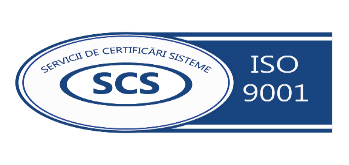 SERVICII DE CERTIFICĂRI SISTEME
SCS
ISO
9001